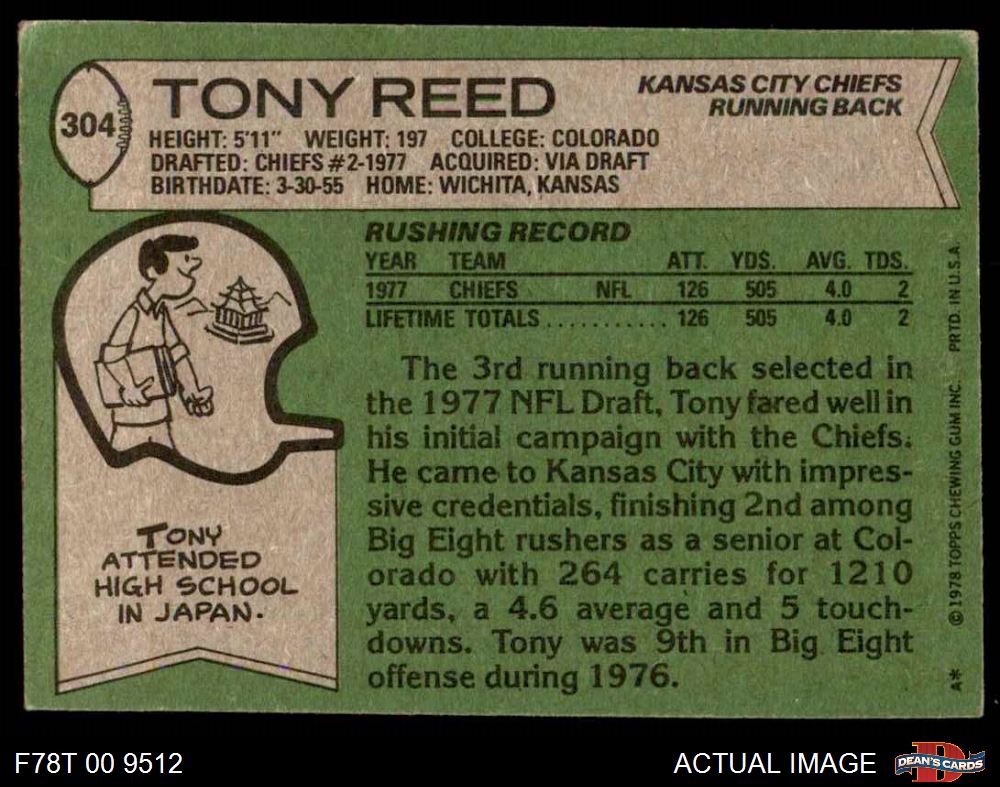 304
TONY REED
KANSAS CITY CHIEFS
RUNNING BACK
HEIGHT: 5'11" WEIGHT: 197 COLLEGE: COLORADO
DRAFTED: CHIEFS #2-1977 ACQUIRED: VIA DRAFT
BIRTHDATE: 3-30-55 HOME: WICHITA, KANSAS
RUSHING RECORD
YEAR TEAM ATT. YDS. AVG. TDS.
1977 CHIEFS NFL 126 505 4.0 2
LIFETIME TOTALS........... 126 505 4.0 2
The 3rd running back selected in
the 1977 NFL Draft, Tony fared well in
his initial campaign with the Chiefs.
He came to Kansas City with impres-
sive credentials, finishing 2nd among
Big Eight rushers as a senior at Col-
orado with 264 carries for 1210
yards, a 4.6 average and 5 touch-
downs. Tony was 9th in Big Eight
offense during 1976.
TONY
ATTENDED
HIGH SCHOOL
IN JAPAN.
A* ©1978 TOPPS CHEWING GUM INC. PRTD. IN U.S.A.
F78T 00 9512
ACTUAL IMAGE
D
DEAN'S CARDS